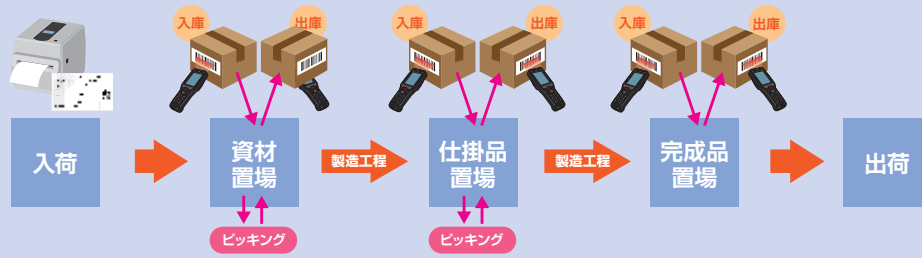 入庫
出庫
入庫
出庫
入庫
出庫
入荷
資材
置場
製造工程
仕掛品
置場
製造工程
完成品
置場
出荷
ピッキング
ピッキング